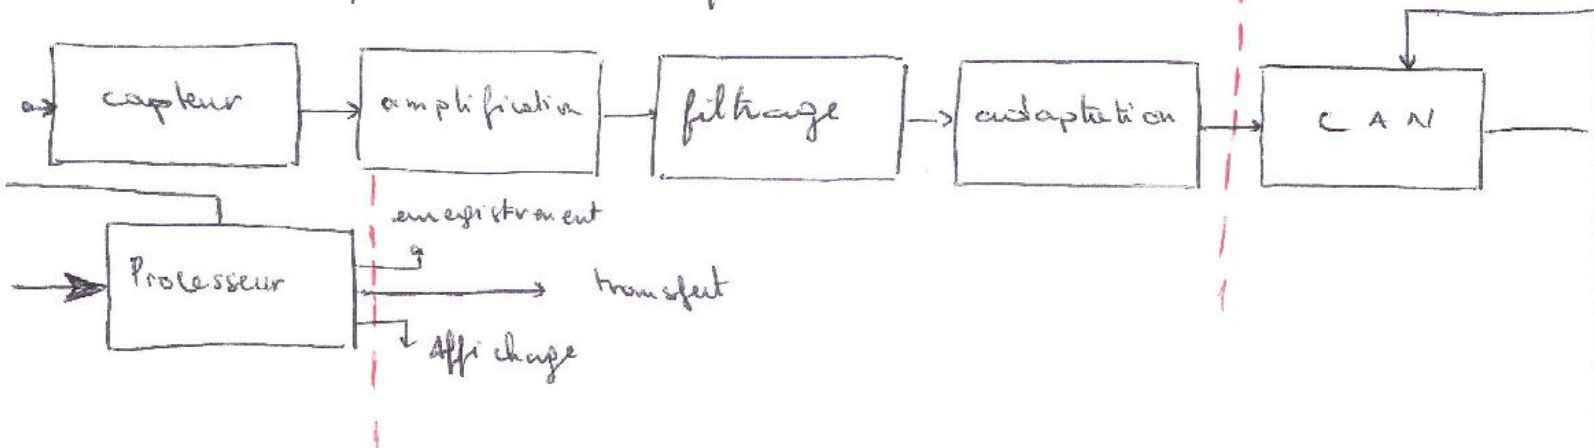 capteur
amplification
filtrage
adaptation
C A N
enregistrement
Processeur
transfert
Affichage